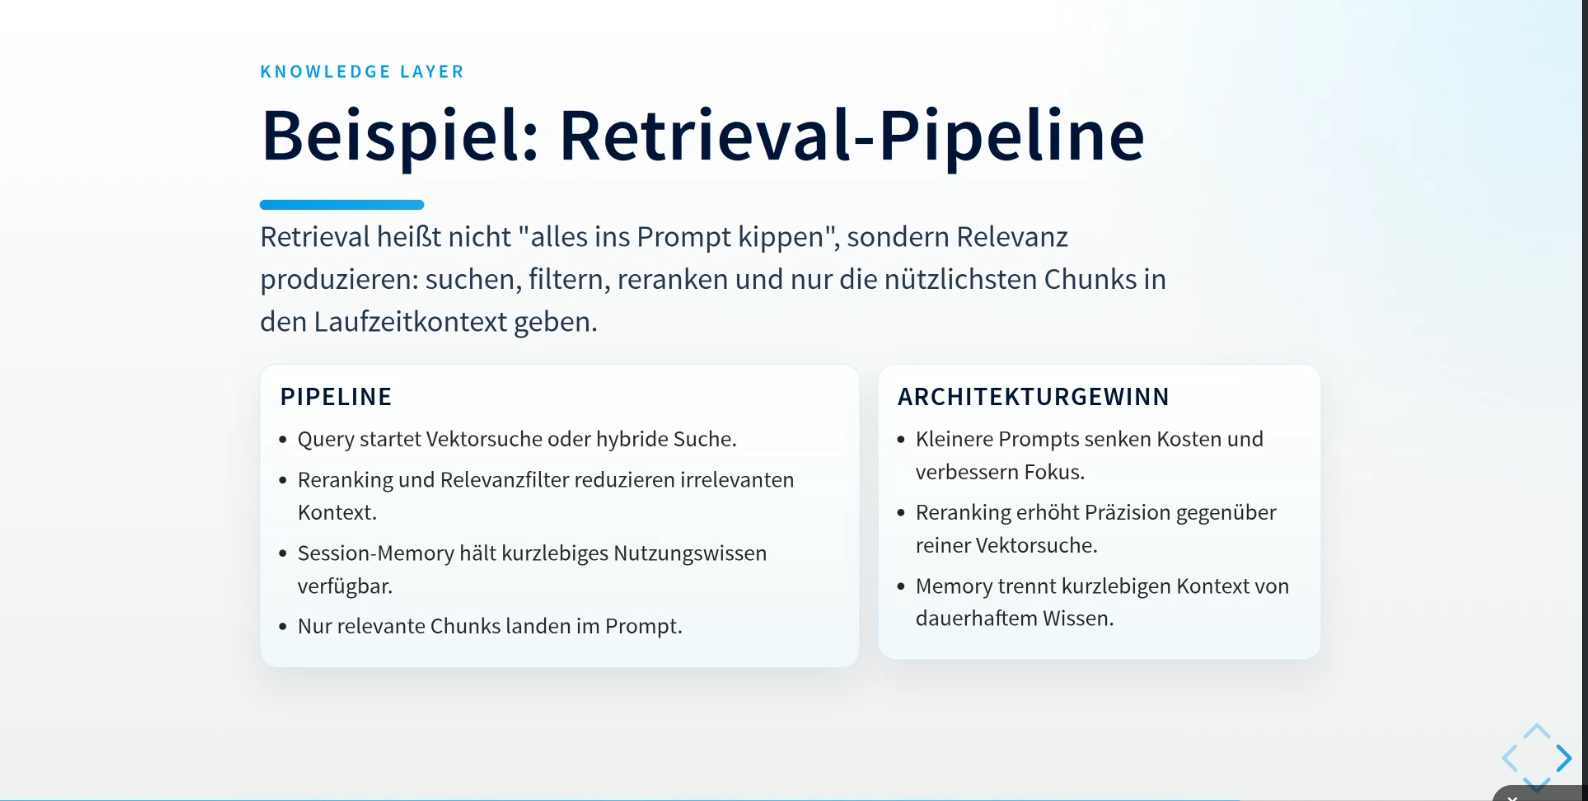 KNOWLEDGE LAYER
Beispiel: Retrieval-Pipeline
Retrieval heißt nicht "alles ins Prompt kippen", sondern Relevanz
produzieren: suchen, filtern, reranken und nur die nützlichsten Chunks in
den Laufzeitkontext geben.
PIPELINE
• Query startet Vektorsuche oder hybride Suche.
• Reranking und Relevanzfilter reduzieren irrelevanten
Kontext.
• Session-Memory hält kurzlebiges Nutzungswissen
verfügbar.
• Nur relevante Chunks landen im Prompt.
ARCHITEKTURGEWINN
• Kleinere Prompts senken Kosten und
verbessern Fokus.
• Reranking erhöht Präzision gegenüber
reiner Vektorsuche.
• Memory trennt kurzlebigen Kontext von
dauerhaftem Wissen.